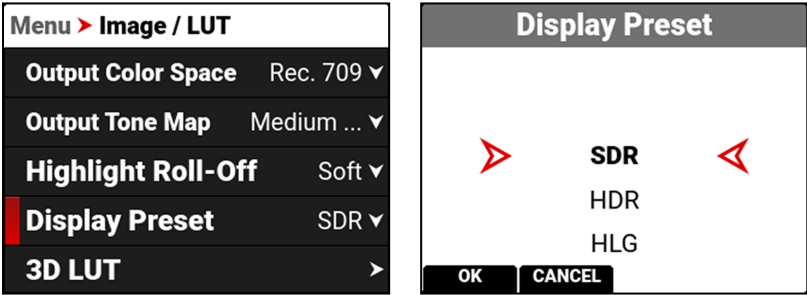 Menu > Image / LUT
Output Color Space Rec. 709
Output Tone Map Medium ...
Highlight Roll-Off Soft
Display Preset SDR
3D LUT >
Display Preset
SDR
HDR
HLG
OK CANCEL